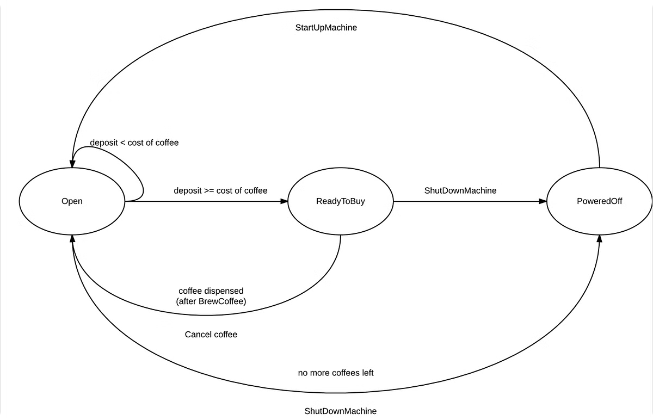 StartUpMachine
deposit < cost of coffee
Open
deposit >= cost of coffee
ReadyToBuy
ShutDownMachine
PoweredOff
coffee dispensed
(after BrewCoffee)
Cancel coffee
no more coffees left
ShutDownMachine